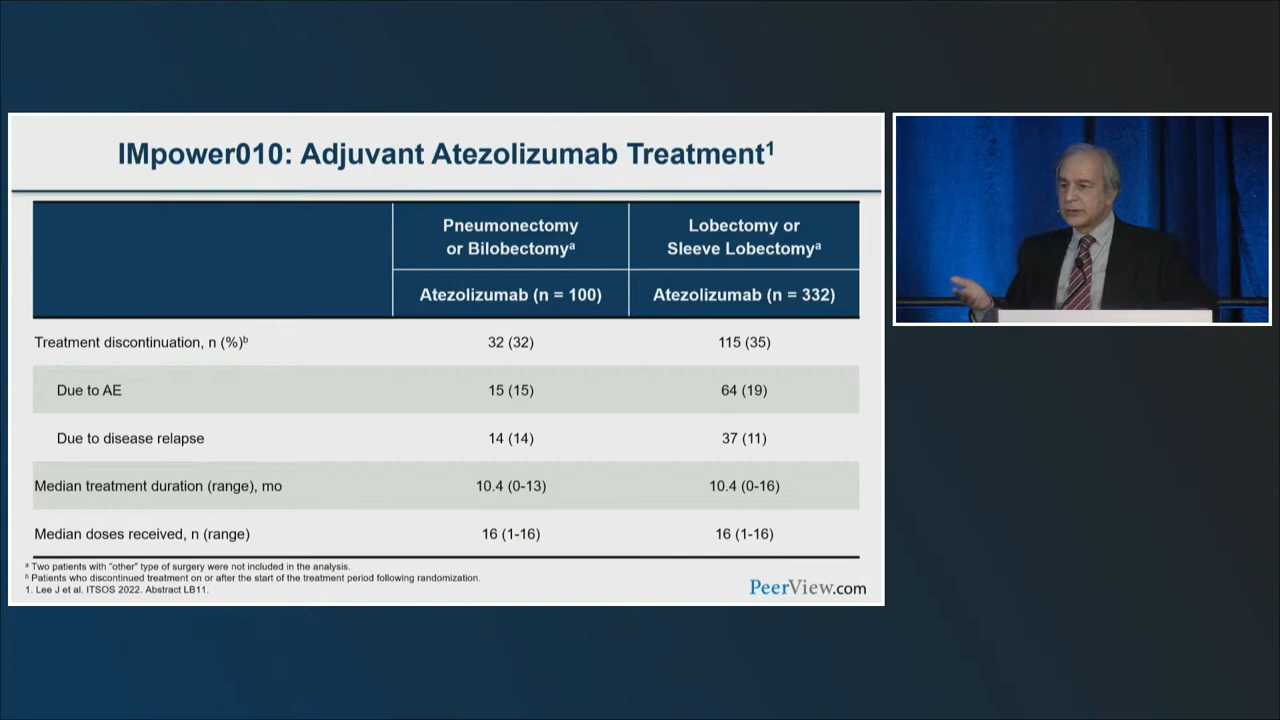 IMpower010: Adjuvant Atezolizumab Treatment¹
Pneumonectomy
or Bilobectomyᵃ
Lobectomy or
Sleeve Lobectomyᵃ
Atezolizumab (n = 100)
Atezolizumab (n = 332)
Treatment discontinuation, n (%)ᵇ
32 (32)
115 (35)
Due to AE
15 (15)
64 (19)
Due to disease relapse
14 (14)
37 (11)
Median treatment duration (range), mo
10.4 (0-13)
10.4 (0-16)
Median doses received, n (range)
16 (1-16)
16 (1-16)
ᵃ Two patients with "other" type of surgery were not included in the analysis.
ᵇ Patients who discontinued treatment on or after the start of the treatment period following randomization.
1. Lee J et al. ITSOS 2022. Abstract LB11.
PeerView.com